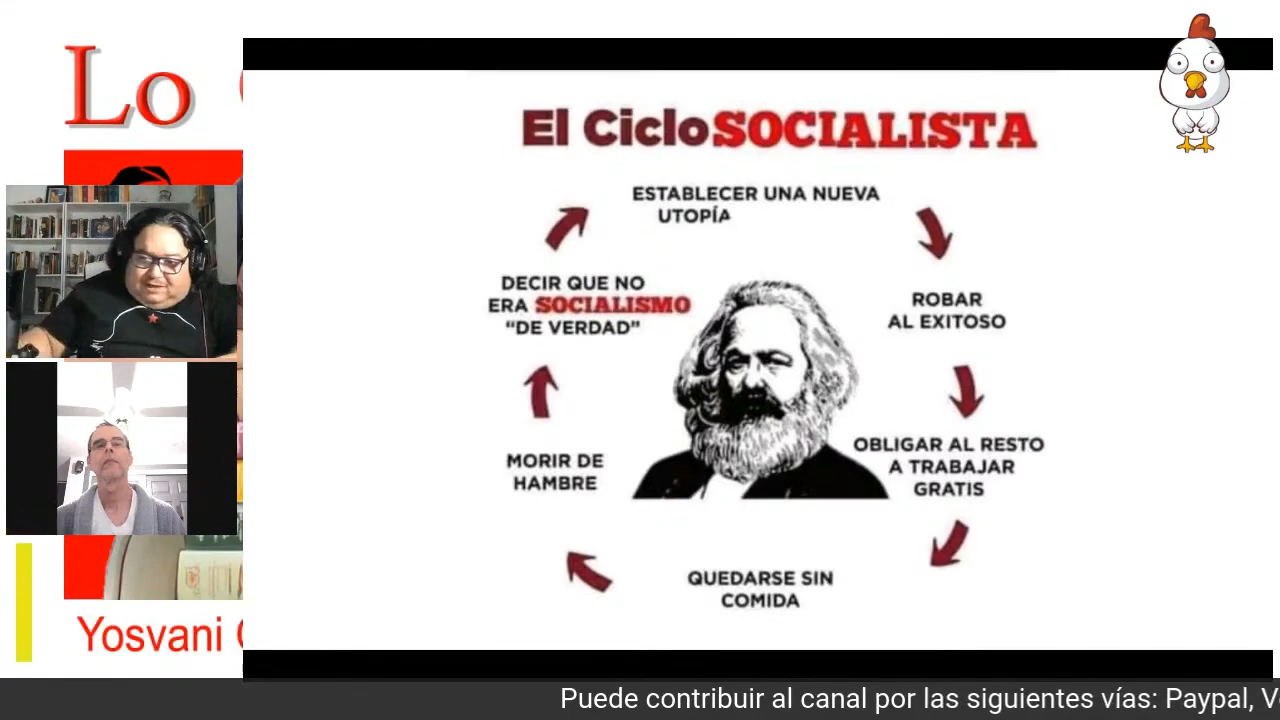 Lo
El Ciclo SOCIALISTA
ESTABLECER UNA NUEVA
UTOPÍA
ROBAR
AL EXITOSO
OBLIGAR AL RESTO
A TRABAJAR
GRATIS
QUEDARSE SIN
COMIDA
MORIR DE
HAMBRE
DECIR QUE NO
ERA SOCIALISMO
“DE VERDAD”
Yosvani
Puede contribuir al canal por las siguientes vías: Paypal, V